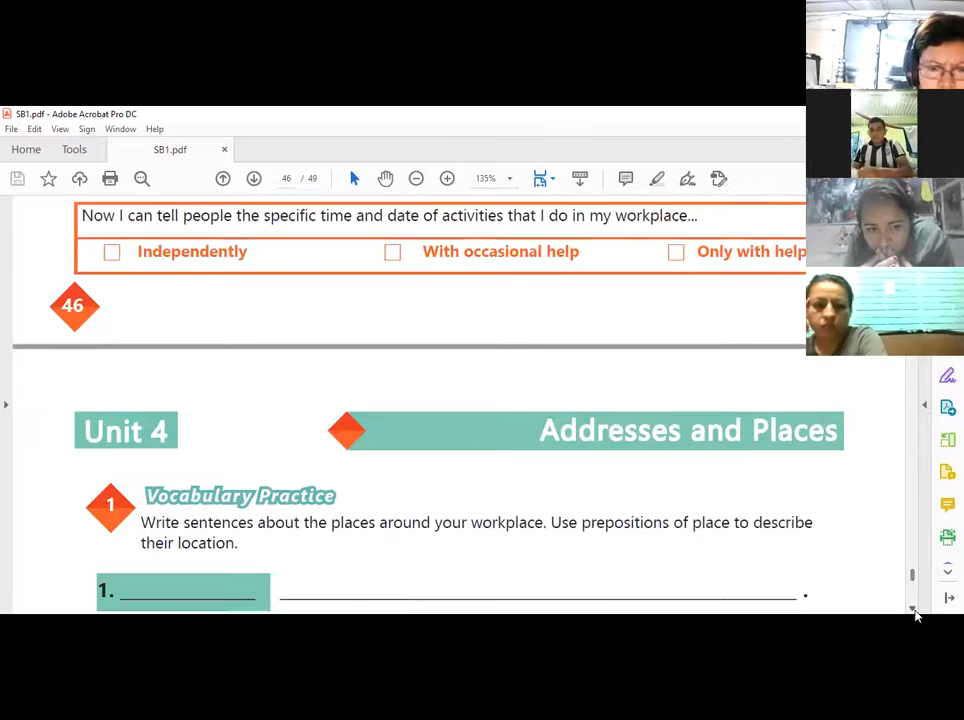 SB1.pdf - Adobe Acrobat Pro DC
File Edit View Sign Window Help
Home Tools SB1.pdf ×
46 / 49 135%
Now I can tell people the specific time and date of activities that I do in my workplace...
Independently With occasional help Only with help
46
Unit 4 Addresses and Places
1 Vocabulary Practice
Write sentences about the places around your workplace. Use prepositions of place to describe
their location.
1. _______________ ______________________________________________ .